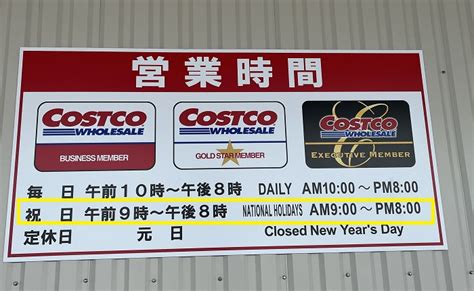 営業時間
COSTCO WHOLESALE BUSINESS MEMBER
COSTCO WHOLESALE GOLD STAR MEMBER
COSTCO WHOLESALE EXECUTIVE MEMBER
毎 日 午前10時～午後8時 DAILY AM10:00～PM8:00
祝 日 午前9時～午後8時 NATIONAL HOLIDAYS AM9:00～PM8:00
定休日 元 日 Closed New Year's Day